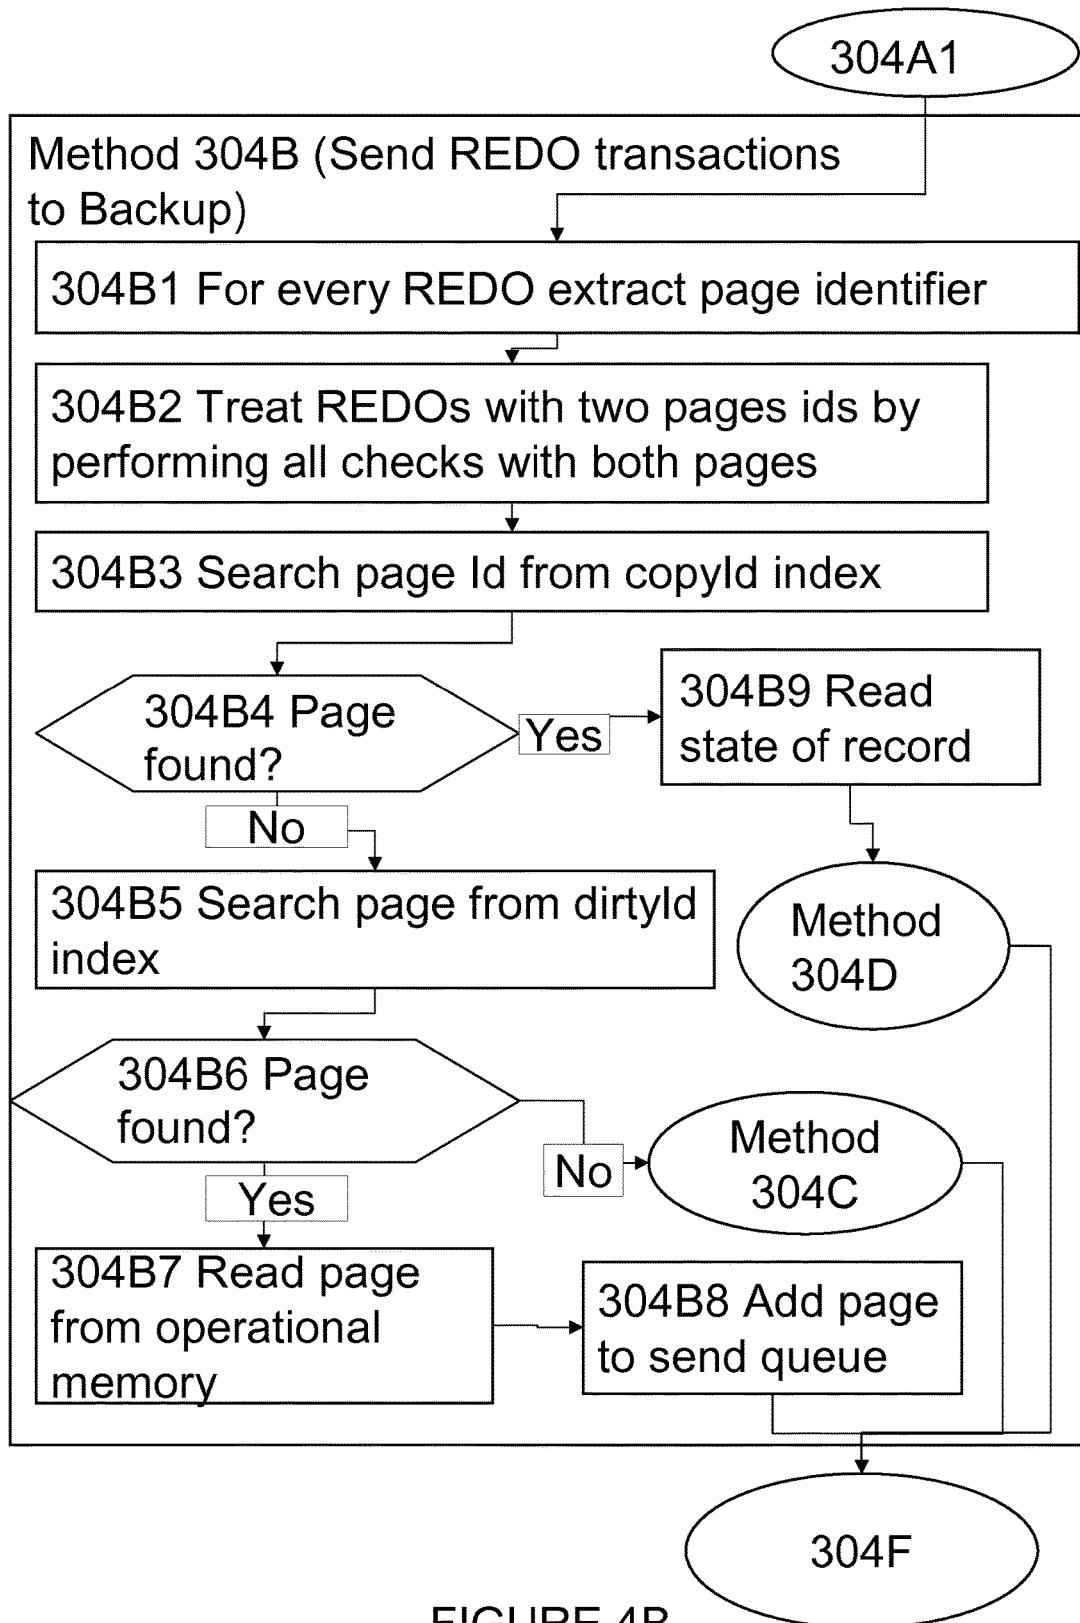 304A1
Method 304B (Send REDO transactions
to Backup)
304B1 For every REDO extract page identifier
304B2 Treat REDOs with two pages ids by
performing all checks with both pages
304B3 Search page Id from copyId index
304B4 Page
found?
Yes
304B9 Read
state of record
No
304B5 Search page from dirtyId
index
Method
304D
304B6 Page
found?
No
Method
304C
Yes
304B7 Read page
from operational
memory
304B8 Add page
to send queue
304F
FIGURE 4B